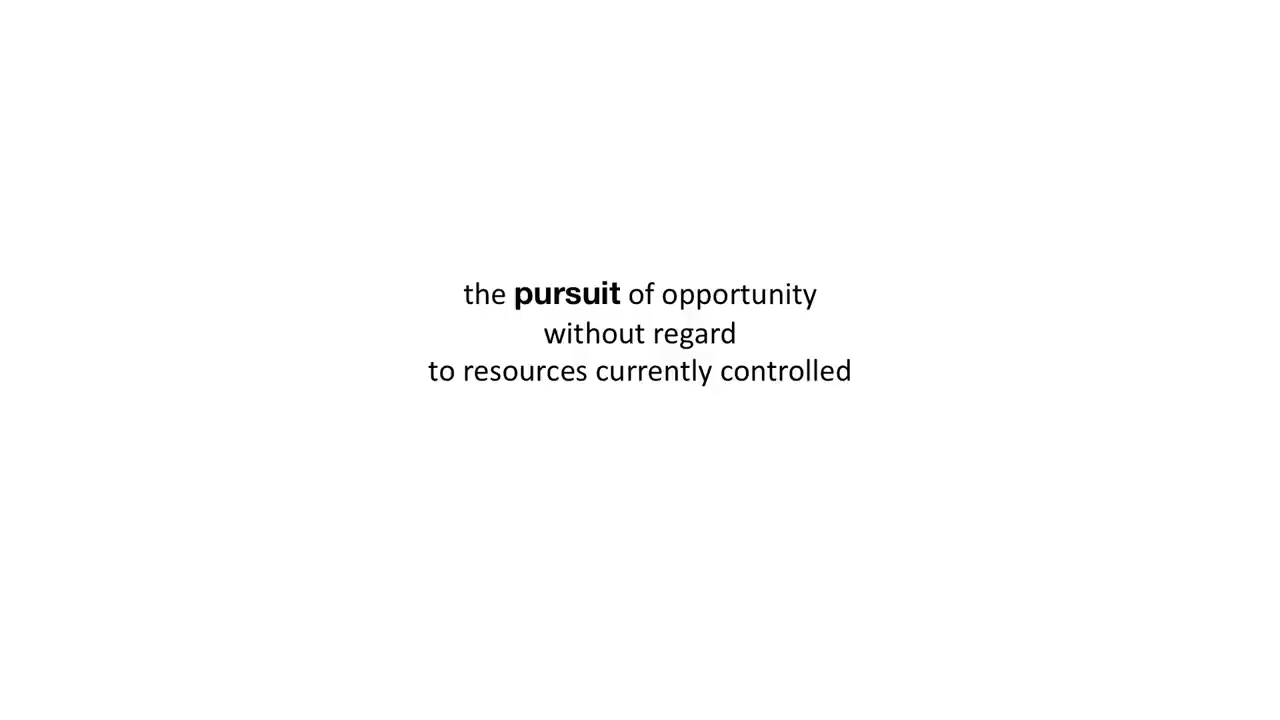 the pursuit of opportunity
without regard
to resources currently controlled